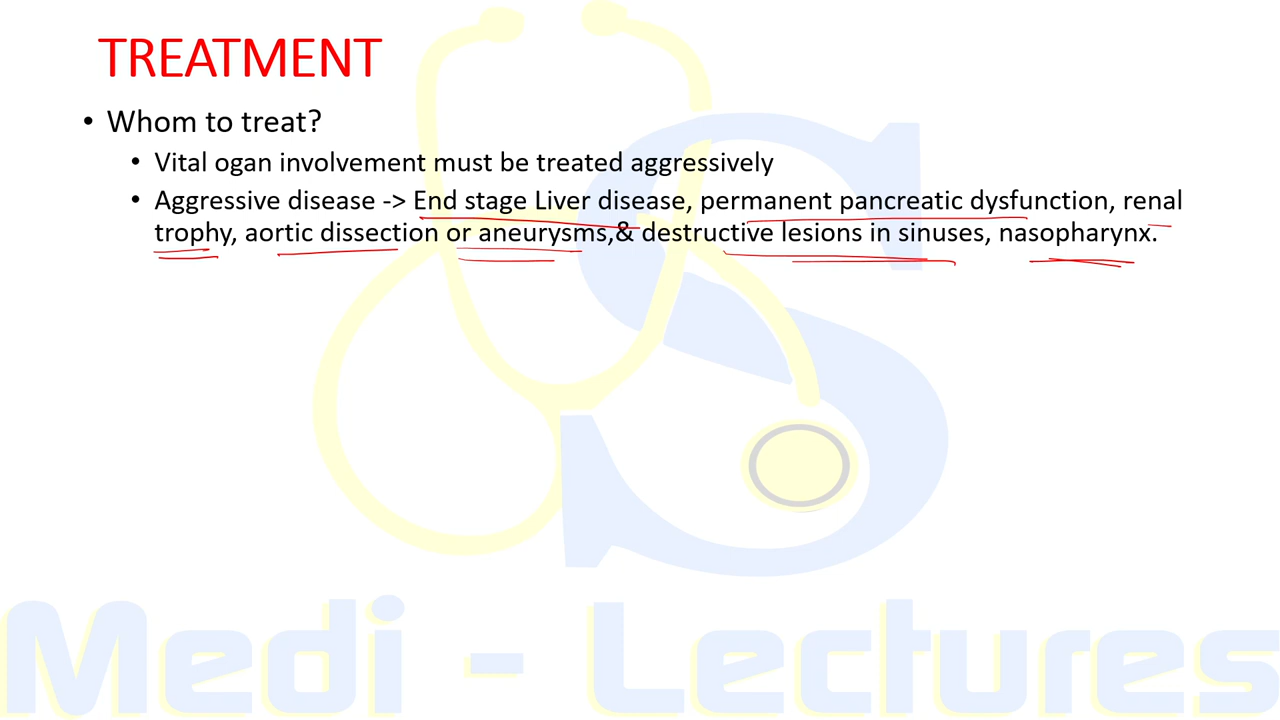 TREATMENT
• Whom to treat?
• Vital ogan involvement must be treated aggressively
• Aggressive disease -> End stage Liver disease, permanent pancreatic dysfunction, renal
trophy, aortic dissection or aneurysms,& destructive lesions in sinuses, nasopharynx.
S
Medi - Lectures